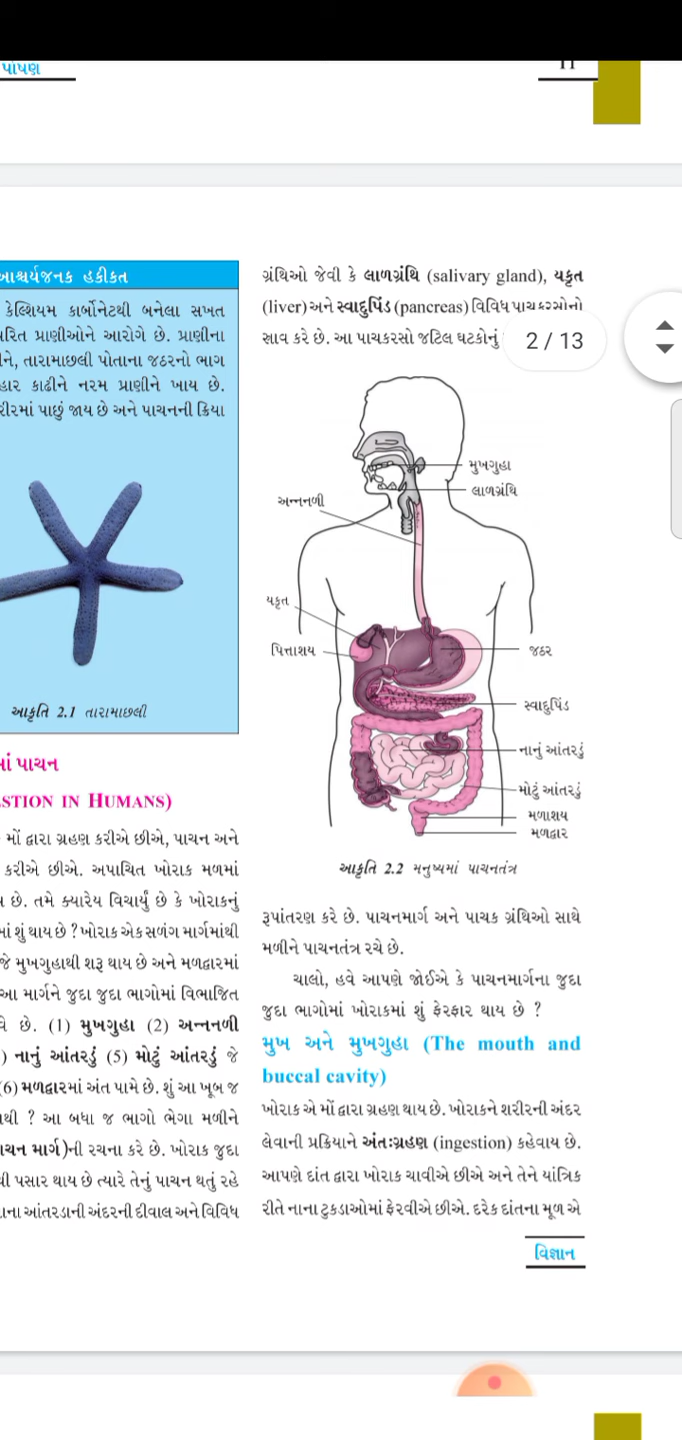 પોષણ
11
આશ્ચર્યજનક હકીકત
કેલ્શિયમ કાર્બોનેટથી બનેલા સખત
પ્રાણીઓને આરોગે છે. પ્રાણીના
તારામાછલી પોતાના જઠરનો ભાગ
કાઢીને નરમ પ્રાણીને ખાય છે.
પાછું જાય છે અને પાચનની ક્રિયા
આકૃતિ 2.1 તારામાછલી
પાચન
HUMANS)
મોં દ્વારા ગ્રહણ કરીએ છીએ, પાચન અને
કરીએ છીએ. અપાચિત ખોરાક મળમાં
છે. તમે ક્યારેય વિચાર્યું છે કે ખોરાકનું
શું થાય છે ? ખોરાક એક સળંગ માર્ગમાંથી
જે મુખગુહાથી શરૂ થાય છે અને મળદ્વારમાં
આ માર્ગને જુદા જુદા ભાગોમાં વિભાજિત
છે. (1) મુખગુહા (2) અન્નનળી
) નાનું આંતરડું (5) મોટું આંતરડું જે
(6) મળદ્વારમાં અંત પામે છે. શું આ ખૂબ જ
? આ બધા જ ભાગો ભેગા મળીને
માર્ગ)ની રચના કરે છે. ખોરાક જુદા
પસાર થાય છે ત્યારે તેનું પાચન થતું રહે
આંતરડાની અંદરની દીવાલ અને વિવિધ
ગ્રંથિઓ જેવી કે લાળગ્રંથિ (salivary gland), યકૃત
(liver) અને સ્વાદુપિંડ (pancreas) વિવિધ પાચકરસોનો
સ્રાવ કરે છે. આ પાચકરસો જટિલ ઘટકોનું
2 / 13
મુખગુહા
લાળગ્રંથિ
અન્નનળી
યકૃત
પિત્તાશય
જઠર
સ્વાદુપિંડ
નાનું આંતરડું
મોટું આંતરડું
મળાશય
મળદ્વાર
આકૃતિ 2.2 મનુષ્યમાં પાચનતંત્ર
રૂપાંતરણ કરે છે. પાચનમાર્ગ અને પાચક ગ્રંથિઓ સાથે
મળીને પાચનતંત્ર રચે છે.
ચાલો, હવે આપણે જોઈએ કે પાચનમાર્ગના જુદા
જુદા ભાગોમાં ખોરાકમાં શું ફેરફાર થાય છે ?
મુખ અને મુખગુહા (The mouth and
buccal cavity)
ખોરાક એ મોં દ્વારા ગ્રહણ થાય છે. ખોરાકને શરીરની અંદર
લેવાની પ્રક્રિયાને અંતઃગ્રહણ (ingestion) કહેવાય છે.
આપણે દાંત દ્વારા ખોરાક ચાવીએ છીએ અને તેને યાંત્રિક
રીતે નાના ટુકડાઓમાં ફેરવીએ છીએ. દરેક દાંતના મૂળ એ
વિજ્ઞાન